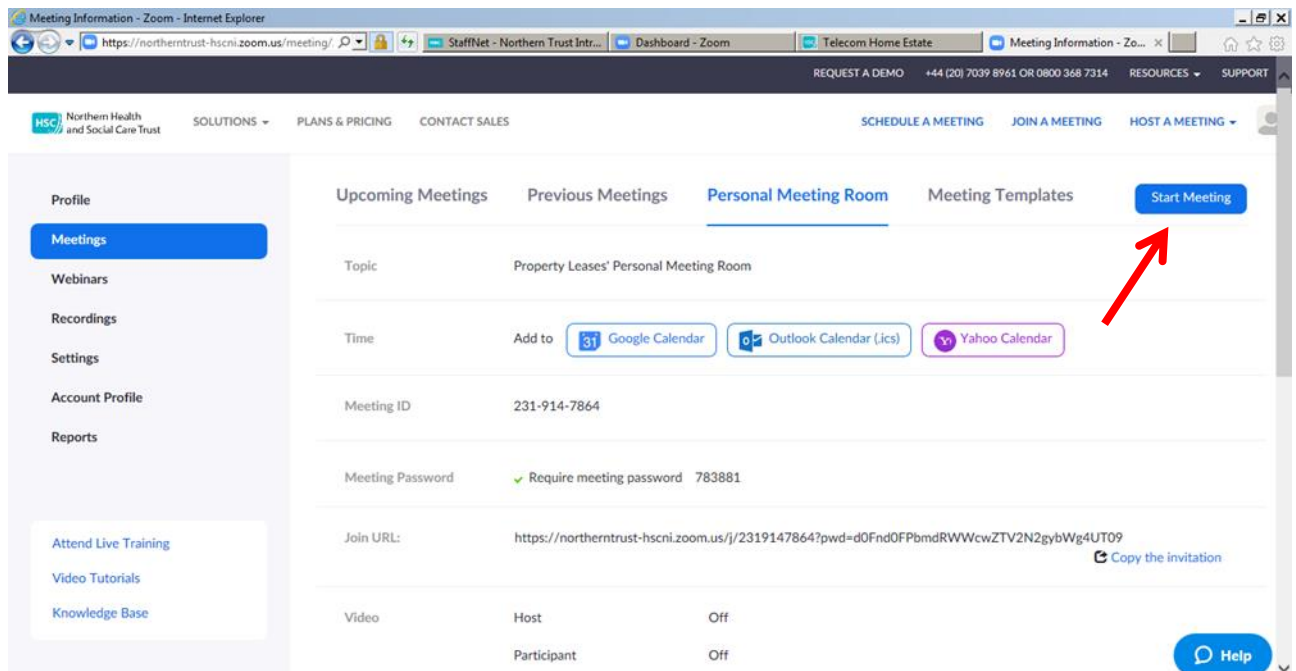 Meeting Information - Zoom - Internet Explorer
https://northerntrust-hscni.zoom.us/meeting/
StaffNet - Northern Trust Intr...
Dashboard - Zoom
Telecom Home Estate
Meeting Information - Zo...
REQUEST A DEMO +44 (20) 7039 8961 OR 0800 368 7314 RESOURCES SUPPORT
HSC Northern Health
and Social Care Trust
SOLUTIONS PLANS & PRICING CONTACT SALES SCHEDULE A MEETING JOIN A MEETING HOST A MEETING
Profile
Meetings
Webinars
Recordings
Settings
Account Profile
Reports
Attend Live Training
Video Tutorials
Knowledge Base
Upcoming Meetings Previous Meetings Personal Meeting Room Meeting Templates Start Meeting
Topic Property Leases' Personal Meeting Room
Time Add to 31 Google Calendar Outlook Calendar (.ics) Yahoo Calendar
Meeting ID 231-914-7864
Meeting Password Require meeting password 783881
Join URL: https://northerntrust-hscni.zoom.us/j/2319147864?pwd=d0Fnd0FPbmdRWWcwZTV2N2gybWg4UT09
Copy the invitation
Video Host Off
Participant Off
Help